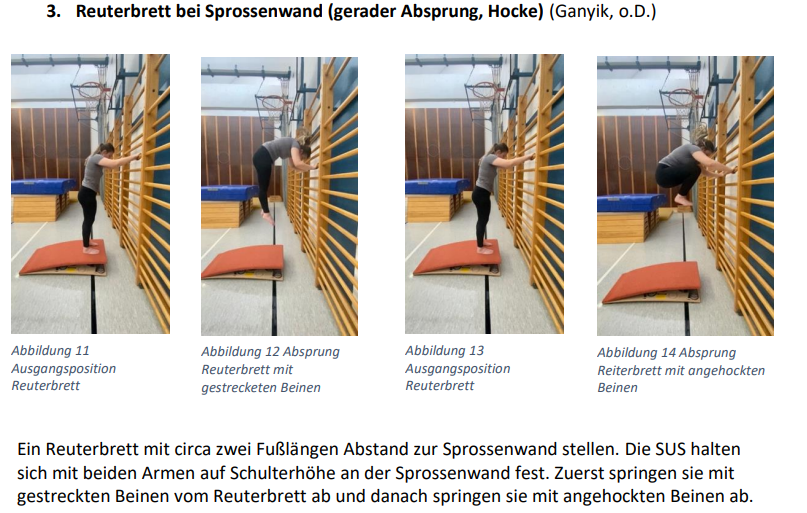 3. Reuterbrett bei Sprossenwand (gerader Absprung, Hocke) (Ganyik, o.D.)
Abbildung 11
Ausgangsposition
Reuterbrett
Abbildung 12 Absprung
Reuterbrett mit
gestrecketen Beinen
Abbildung 13
Ausgangsposition
Reuterbrett
Abbildung 14 Absprung
Reiterbrett mit angehockten
Beinen
Ein Reuterbrett mit circa zwei Fußlängen Abstand zur Sprossenwand stellen. Die SUS halten
sich mit beiden Armen auf Schulterhöhe an der Sprossenwand fest. Zuerst springen sie mit
gestreckten Beinen vom Reuterbrett ab und danach springen sie mit angehockten Beinen ab.